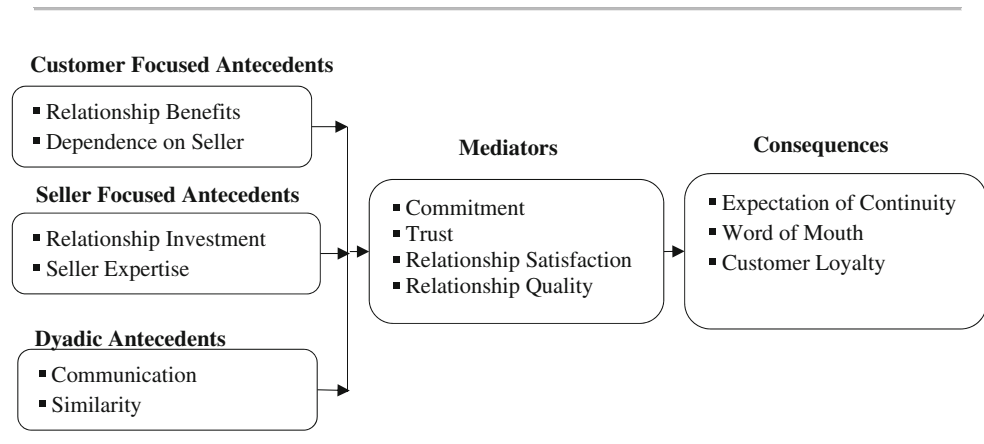 Customer Focused Antecedents
▪ Relationship Benefits
▪ Dependence on Seller
Seller Focused Antecedents
▪ Relationship Investment
▪ Seller Expertise
Dyadic Antecedents
▪ Communication
▪ Similarity
Mediators
▪ Commitment
▪ Trust
▪ Relationship Satisfaction
▪ Relationship Quality
Consequences
▪ Expectation of Continuity
▪ Word of Mouth
▪ Customer Loyalty